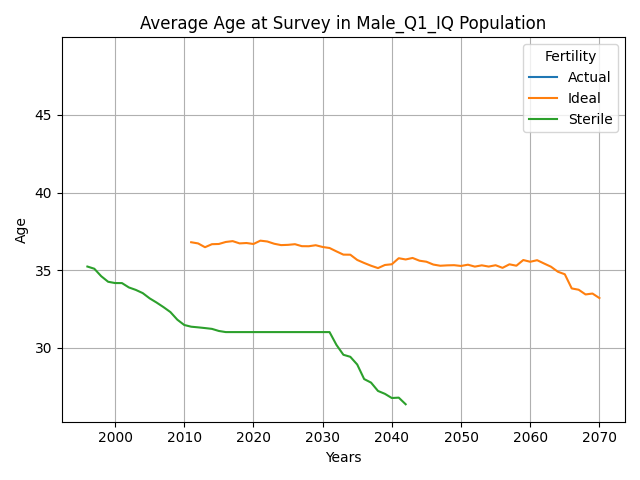 Average Age at Survey in Male_Q1_IQ Population
Fertility
Actual
Ideal
Sterile
Age
45
40
35
30
2000
2010
2020
2030
2040
2050
2060
2070
Years